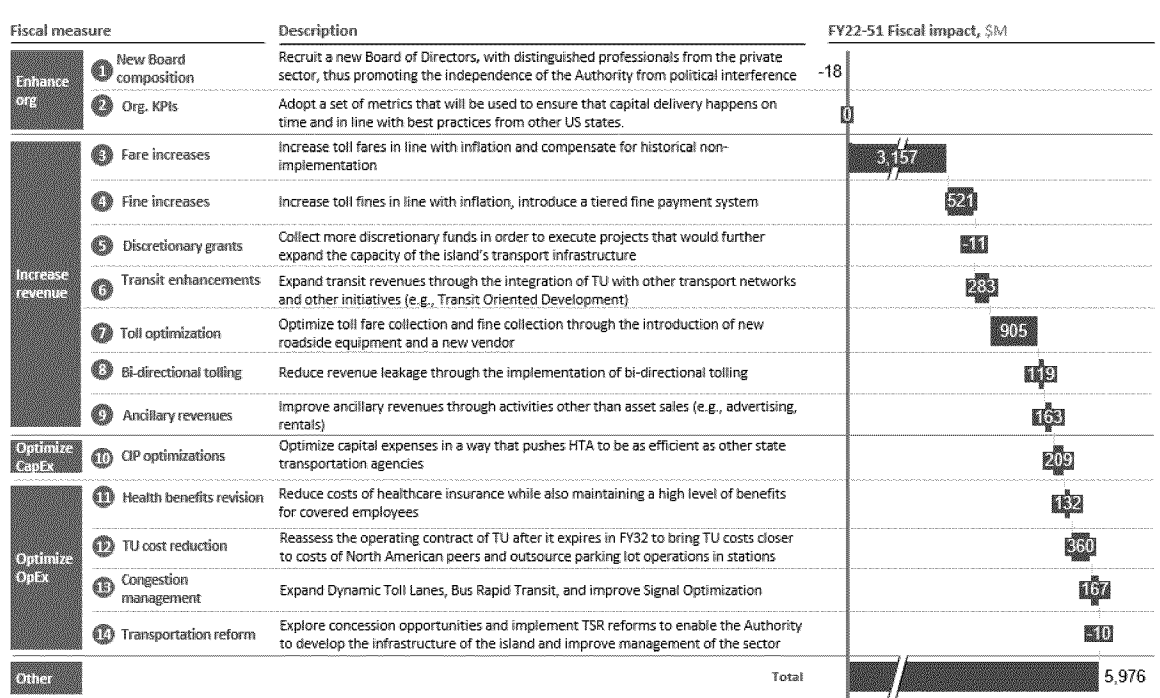 Fiscal measure Description FY22-51 Fiscal impact, $M
Enhance
org
1 New Board
composition
Recruit a new Board of Directors, with distinguished professionals from the private
sector, thus promoting the independence of the Authority from political interference
-18
2 Org. KPIs
Adopt a set of metrics that will be used to ensure that capital delivery happens on
time and in line with best practices from other US states.
0
Increase
revenue
3 Fare increases
Increase toll fares in line with inflation and compensate for historical non-
implementation
3,157
4 Fine increases
Increase toll fines in line with inflation, introduce a tiered fine payment system
521
5 Discretionary grants
Collect more discretionary funds in order to execute projects that would further
expand the capacity of the island's transport infrastructure
-11
6 Transit enhancements
Expand transit revenues through the integration of TU with other transport networks
and other initiatives (e.g., Transit Oriented Development)
283
7 Toll optimization
Optimize toll fare collection and fine collection through the introduction of new
roadside equipment and a new vendor
905
8 Bi-directional tolling
Reduce revenue leakage through the implementation of bi-directional tolling
119
9 Ancillary revenues
Improve ancillary revenues through activities other than asset sales (e.g., advertising,
rentals)
163
Optimize
CapEx
10 CIP optimizations
Optimize capital expenses in a way that pushes HTA to be as efficient as other state
transportation agencies
209
Optimize
OpEx
11 Health benefits revision
Reduce costs of healthcare insurance while also maintaining a high level of benefits
for covered employees
132
12 TU cost reduction
Reassess the operating contract of TU after it expires in FY32 to bring TU costs closer
to costs of North American peers and outsource parking lot operations in stations
360
13 Congestion
management
Expand Dynamic Toll Lanes, Bus Rapid Transit, and improve Signal Optimization
167
14 Transportation reform
Explore concession opportunities and implement TSR reforms to enable the Authority
to develop the infrastructure of the island and improve management of the sector
-10
Other
Total
5,976